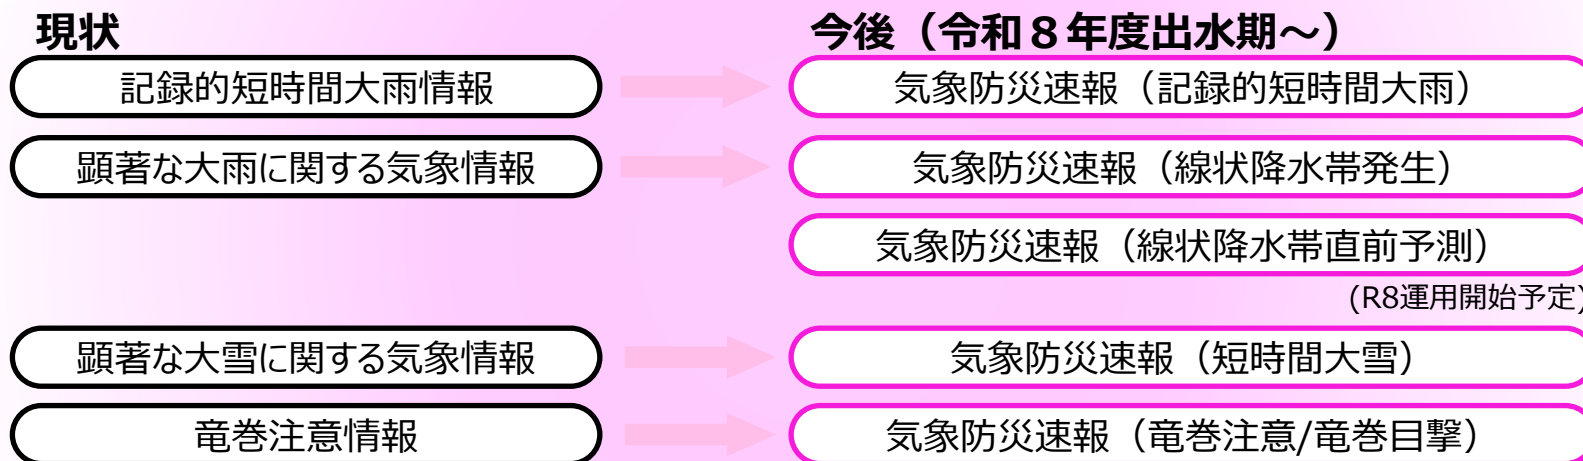 現状
今後（令和８年度出水期～）
記録的短時間大雨情報
気象防災速報（記録的短時間大雨）
顕著な大雨に関する気象情報
気象防災速報（線状降水帯発生）
気象防災速報（線状降水帯直前予測）
(R8運用開始予定)
顕著な大雪に関する気象情報
気象防災速報（短時間大雪）
竜巻注意情報
気象防災速報（竜巻注意/竜巻目撃）